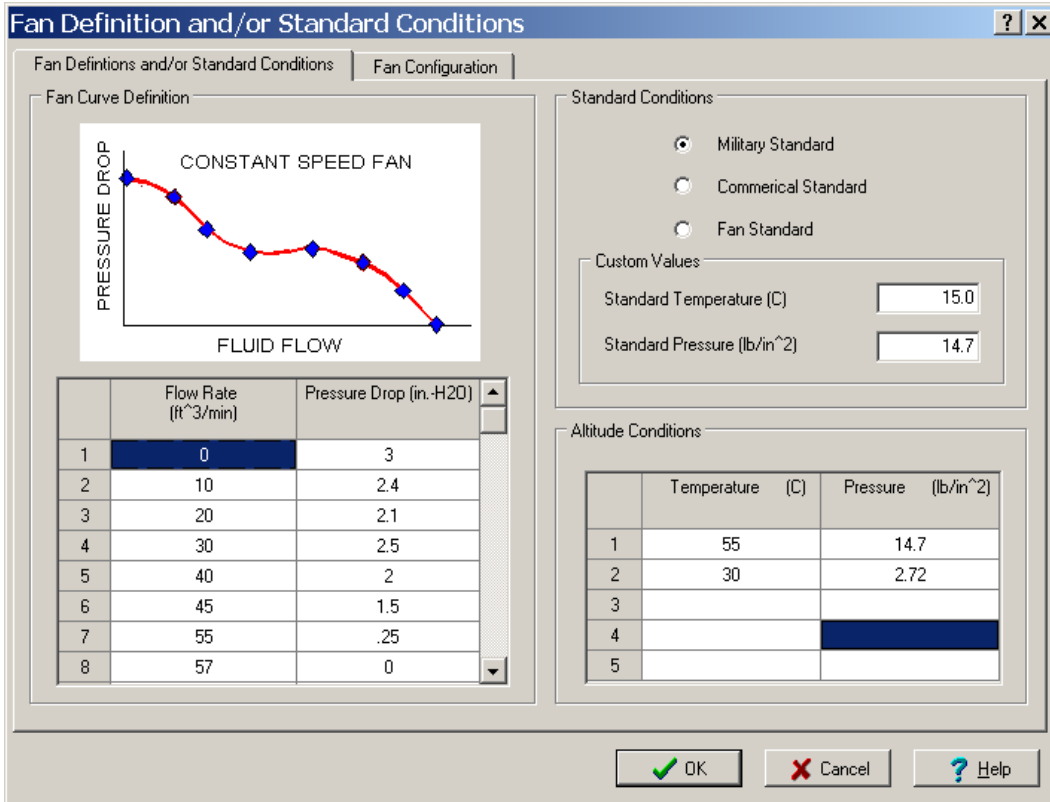 Fan Definition and/or Standard Conditions
Fan Defintions and/or Standard Conditions
Fan Configuration
Fan Curve Definition
CONSTANT SPEED FAN
PRESSURE DROP
FLUID FLOW
Flow Rate (ft^3/min) Pressure Drop (in.-H2O)
1 0 3
2 10 2.4
3 20 2.1
4 30 2.5
5 40 2
6 45 1.5
7 55 .25
8 57 0
Standard Conditions
Military Standard
Commerical Standard
Fan Standard
Custom Values
Standard Temperature (C) 15.0
Standard Pressure (lb/in^2) 14.7
Altitude Conditions
Temperature (C) Pressure (lb/in^2)
1 55 14.7
2 30 2.72
3
4
5
OK
Cancel
? Help